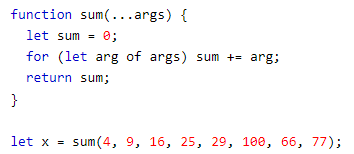 function sum(...args) {
  let sum = 0;
  for (let arg of args) sum += arg;
  return sum;
}

let x = sum(4, 9, 16, 25, 29, 100, 66, 77);